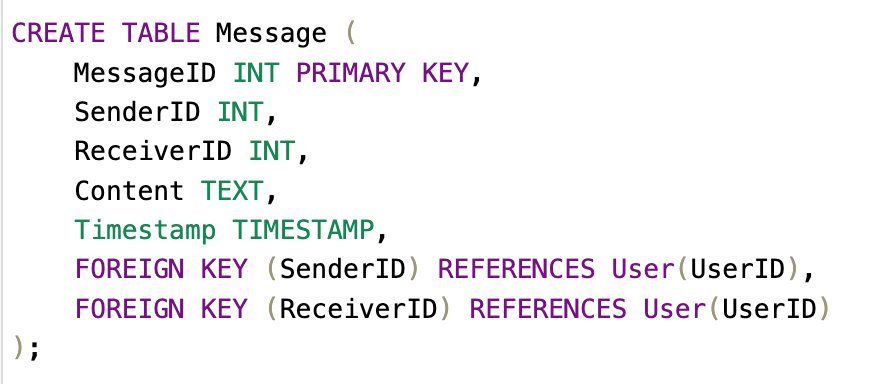 CREATE TABLE Message (
    MessageID INT PRIMARY KEY,
    SenderID INT,
    ReceiverID INT,
    Content TEXT,
    Timestamp TIMESTAMP,
    FOREIGN KEY (SenderID) REFERENCES User(UserID),
    FOREIGN KEY (ReceiverID) REFERENCES User(UserID)
);